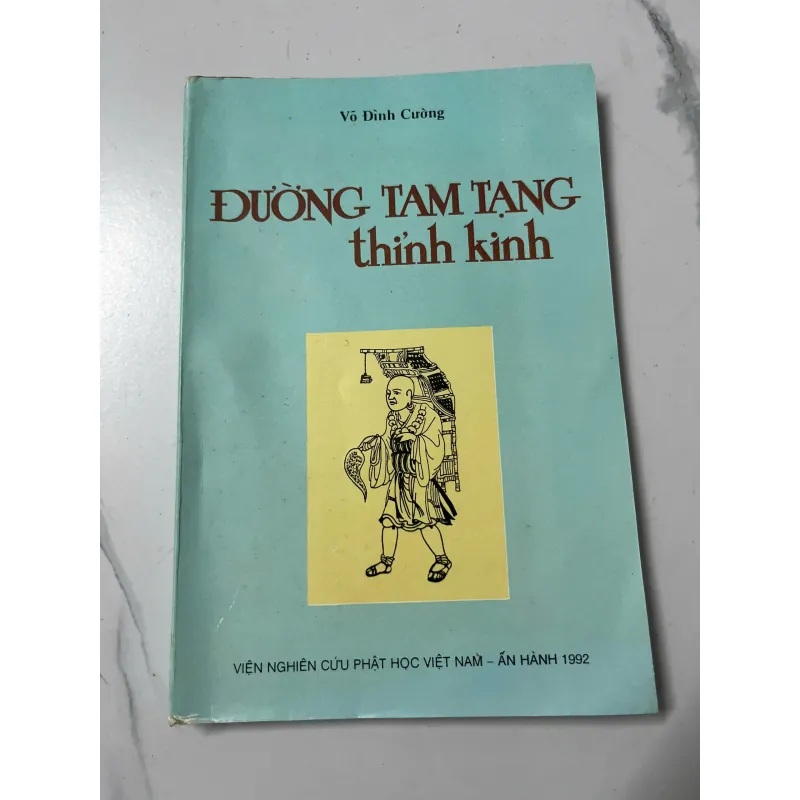 Võ Đình Cường
ĐƯỜNG TAM TẠNG
thỉnh kinh
VIỆN NGHIÊN CỨU PHẬT HỌC VIỆT NAM – ẤN HÀNH 1992